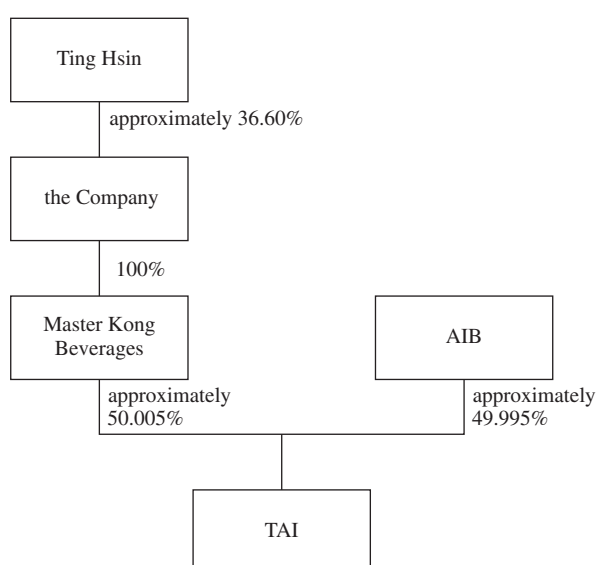 Ting Hsin
approximately 36.60%
the Company
100%
Master Kong
Beverages
AIB
approximately
50.005%
approximately
49.995%
TAI